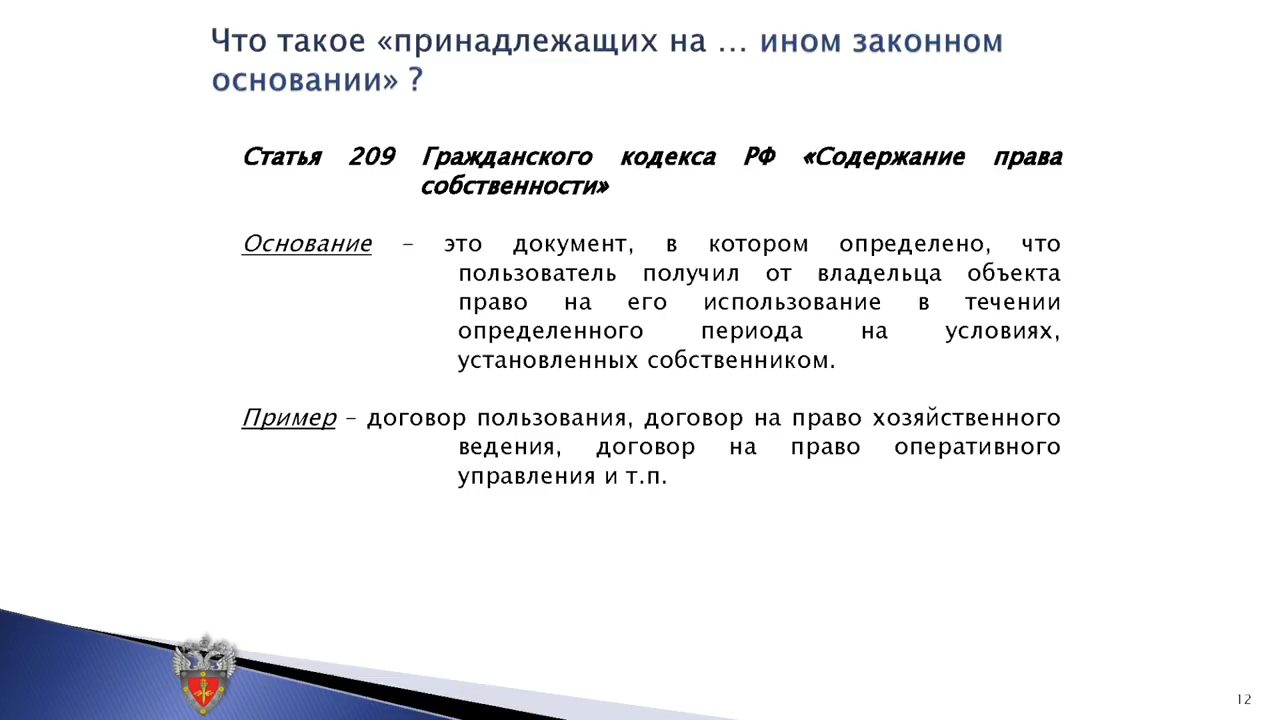 Что такое «принадлежащих на … ином законном
основании» ?
Статья 209 Гражданского кодекса РФ «Содержание права
собственности»
Основание – это документ, в котором определено, что
пользователь получил от владельца объекта
право на его использование в течении
определенного периода на условиях,
установленных собственником.
Пример – договор пользования, договор на право хозяйственного
ведения, договор на право оперативного
управления и т.п.
12